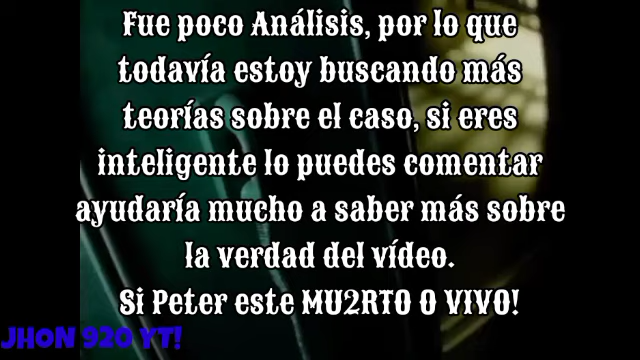 Fue poco Análisis, por lo que
todavía estoy buscando más
teorías sobre el caso, si eres
inteligente lo puedes comentar
ayudaría mucho a saber más sobre
la verdad del vídeo.
Si Peter este MU2RTO O VIVO!
JHON 920 YT!